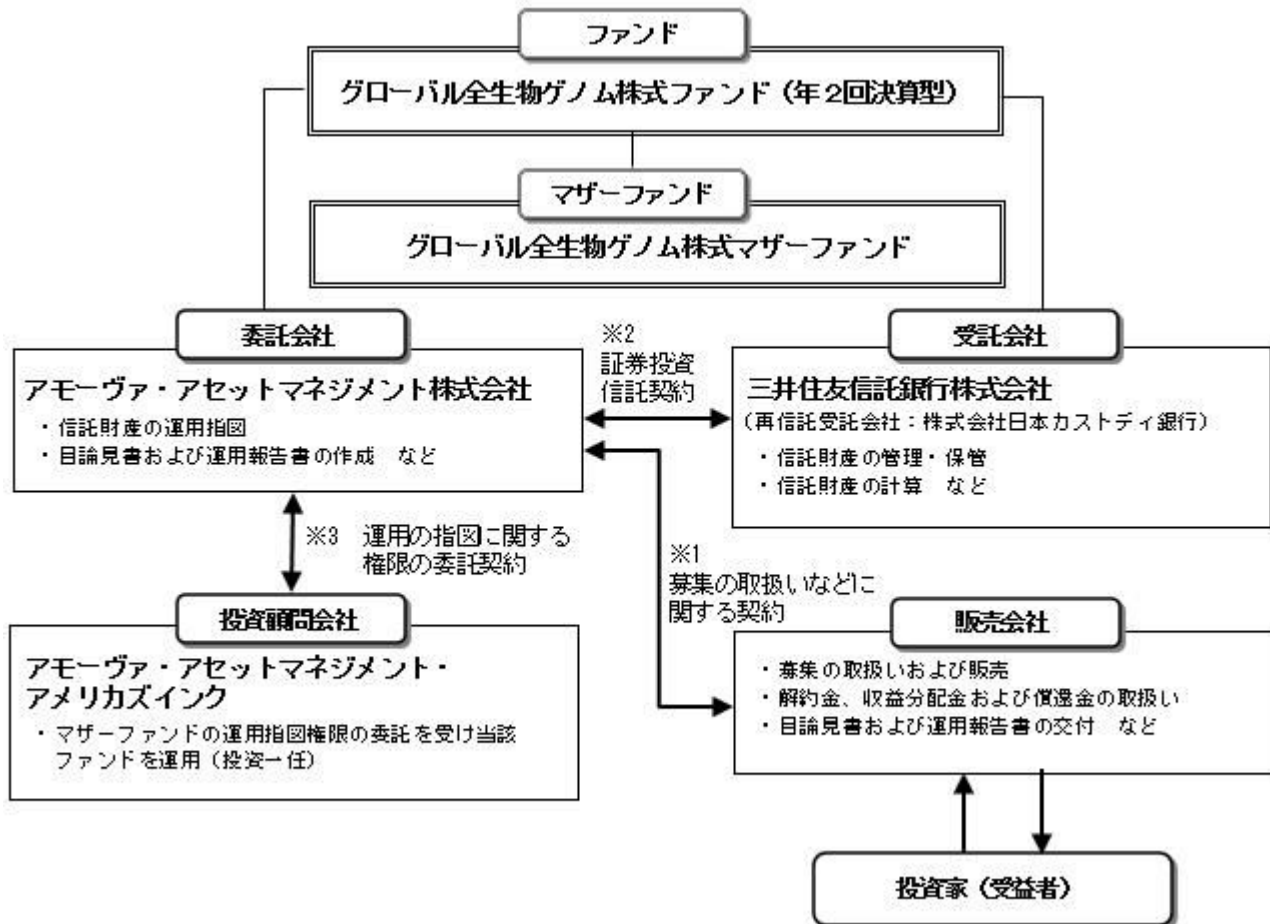 ファンド
グローバル全生物ゲノム株式ファンド（年２回決算型）
マザーファンド
グローバル全生物ゲノム株式マザーファンド
委託会社
アモーヴァ・アセットマネジメント株式会社
・信託財産の運用指図
・目論見書および運用報告書の作成　など
※2
証券投資
信託契約
受託会社
三井住友信託銀行株式会社
（再信託受託会社：株式会社日本カストディ銀行）
・信託財産の管理・保管
・信託財産の計算　など
※3　運用の指図に関する
権限の委託契約
※1
募集の取扱いなどに
関する契約
投資顧問会社
アモーヴァ・アセットマネジメント・
アメリカズインク
・マザーファンドの運用指図権限の委託を受け当該
ファンドを運用（投資一任）
販売会社
・募集の取扱いおよび販売
・解約金、収益分配金および償還金の取扱い
・目論見書および運用報告書の交付　など
投資家（受益者）